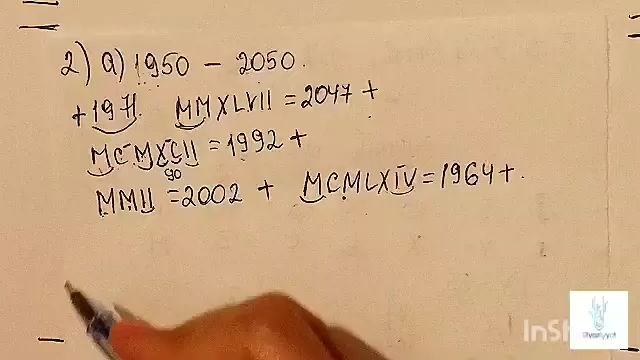 2) a) 1950 - 2050.
+ 1971 MMXLVII = 2047 +
MCMXCII = 1992 +
90
MMII = 2002 + MCMLXIV = 1964 + .
InSh